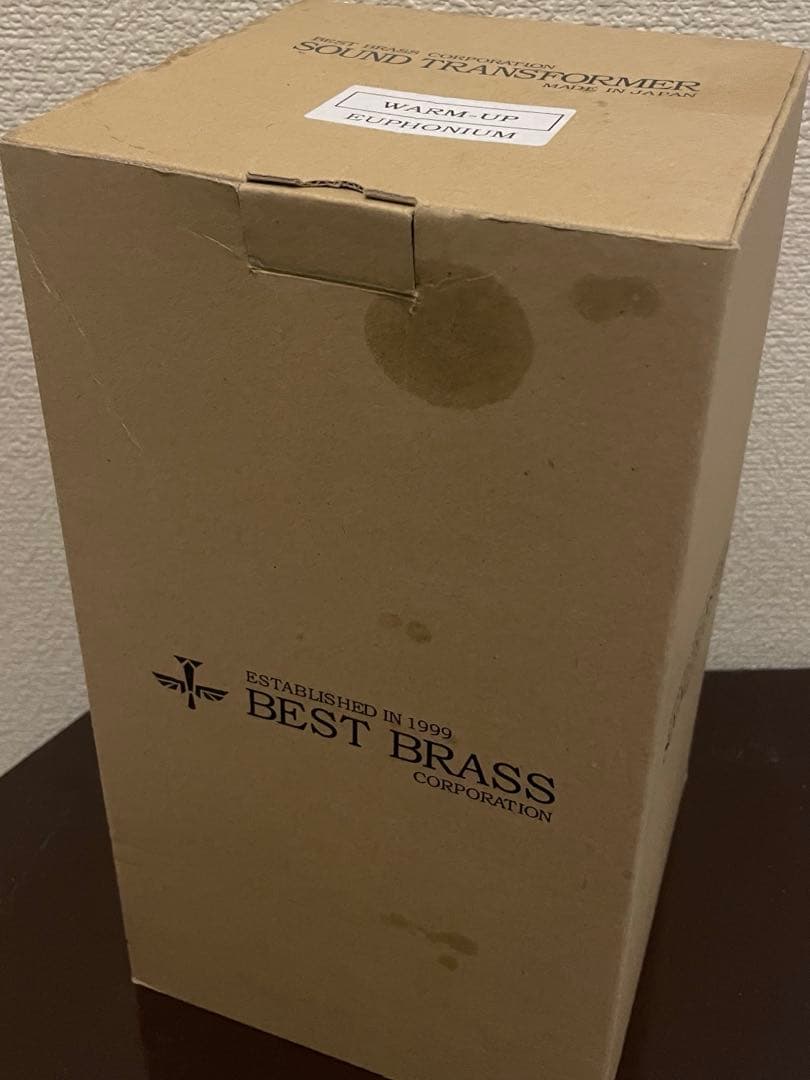 BEST BRASS CORPORATION
SOUND TRANSFORMER
MADE IN JAPAN
WARM-UP
EUPHONIUM
ESTABLISHED IN 1999
BEST BRASS
CORPORATION